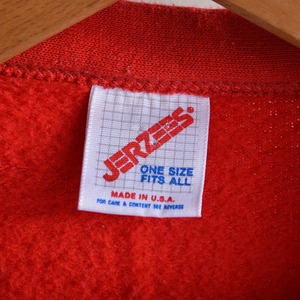 JERZEES®
ONE SIZE
FITS ALL
MADE IN U.S.A.
FOR CARE & CONTENT SEE REVERSE